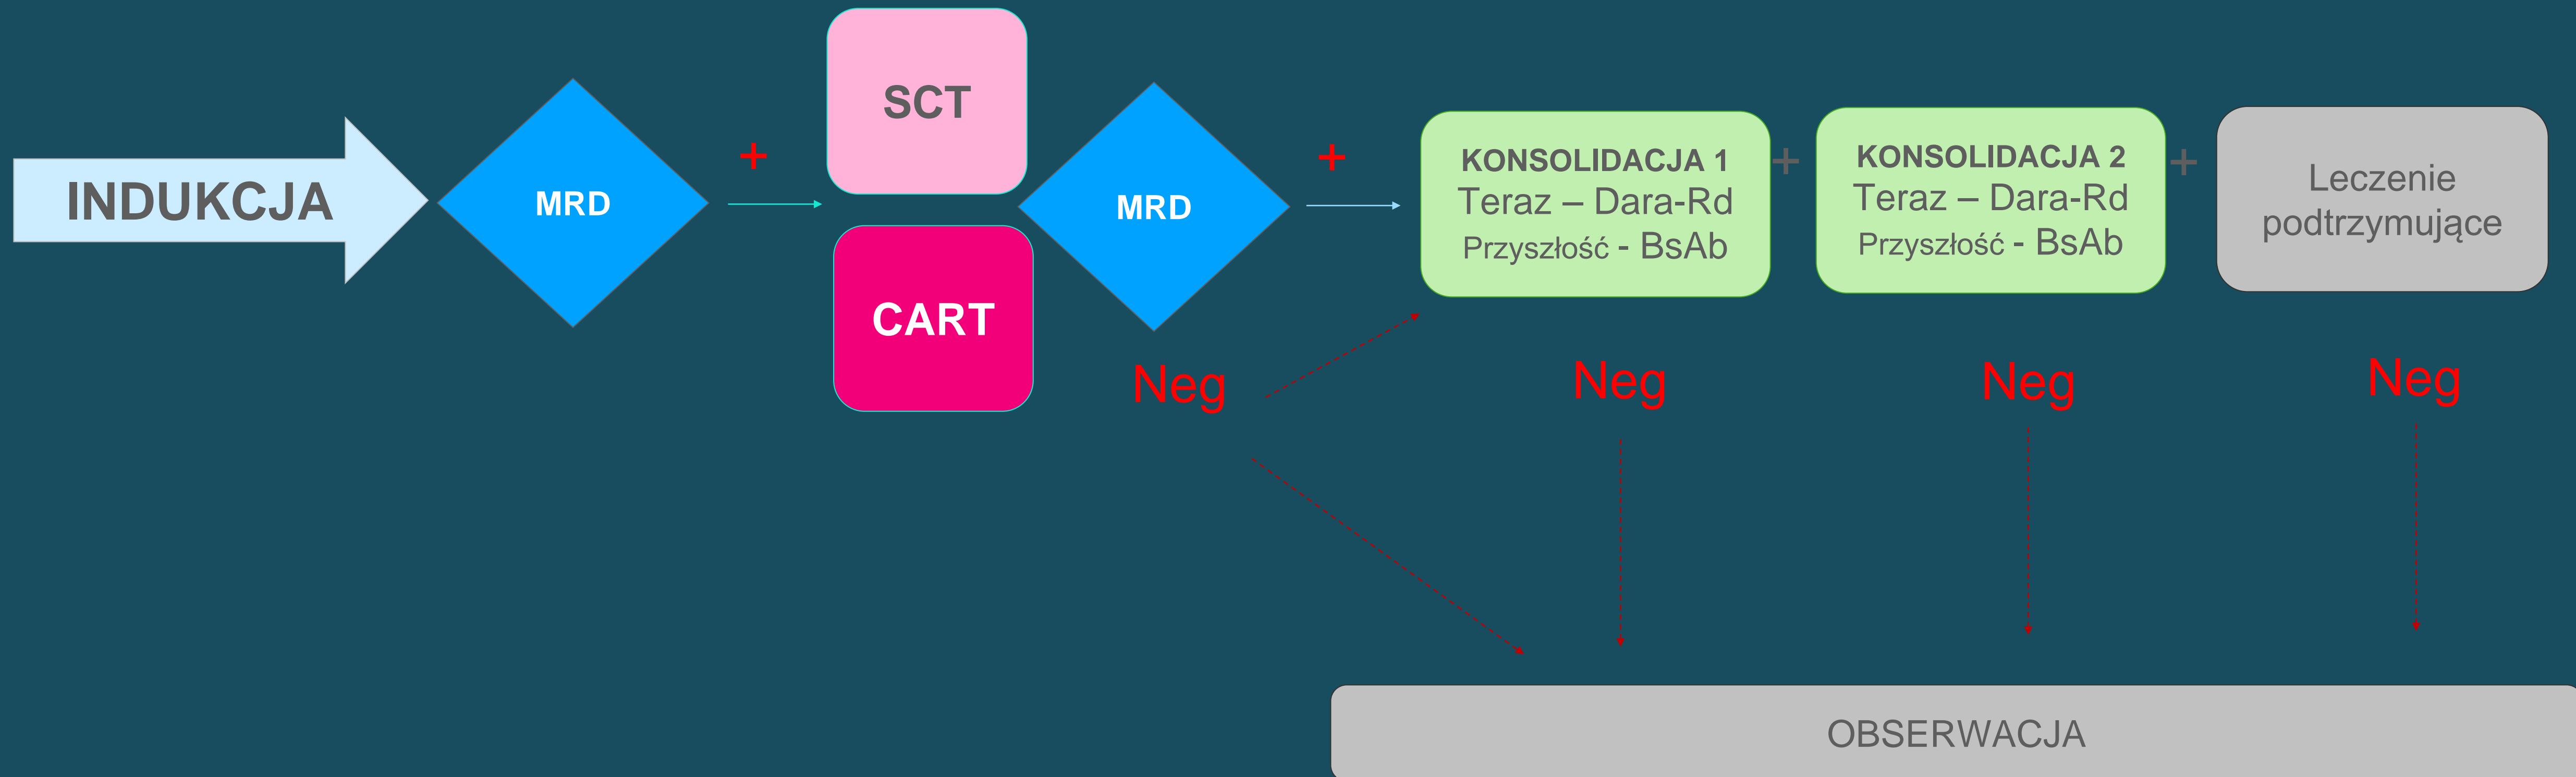 INDUKCJA
MRD
+
SCT
CART
MRD
+
Neg
KONSOLIDACJA 1
Teraz – Dara-Rd
Przyszłość - BsAb
+
Neg
KONSOLIDACJA 2
Teraz – Dara-Rd
Przyszłość - BsAb
+
Neg
Leczenie
podtrzymujące
Neg
OBSERWACJA